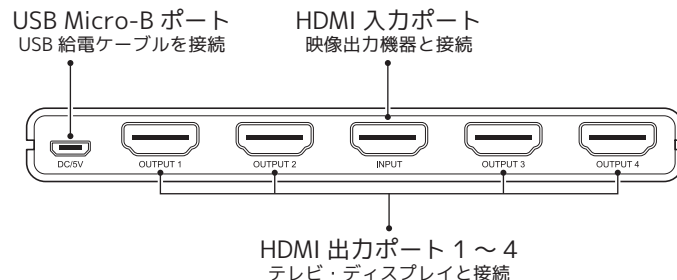 USB Micro-B ポート
USB 給電ケーブルを接続
HDMI 入力ポート
映像出力機器と接続
DC/5V
OUTPUT 1
OUTPUT 2
INPUT
OUTPUT 3
OUTPUT 4
HDMI 出力ポート 1 ～ 4
テレビ・ディスプレイと接続